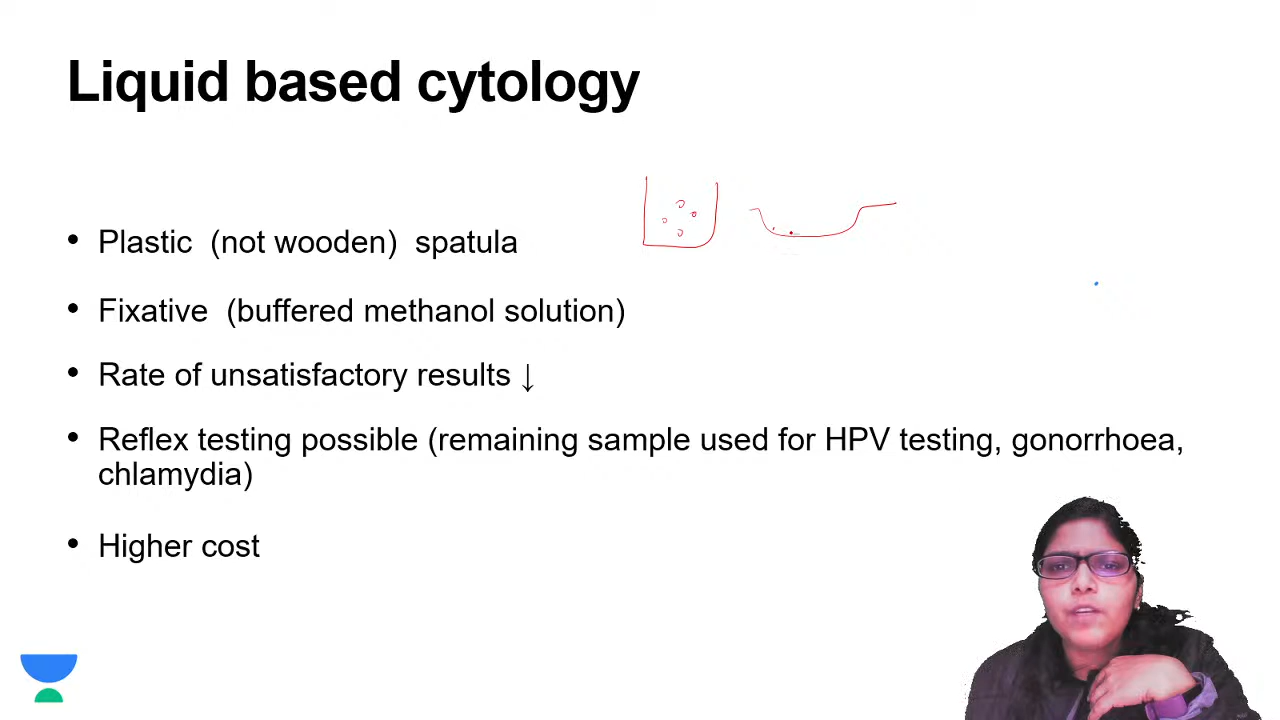 Liquid based cytology
• Plastic (not wooden) spatula
• Fixative (buffered methanol solution)
• Rate of unsatisfactory results ↓
• Reflex testing possible (remaining sample used for HPV testing, gonorrhoea,
chlamydia)
• Higher cost